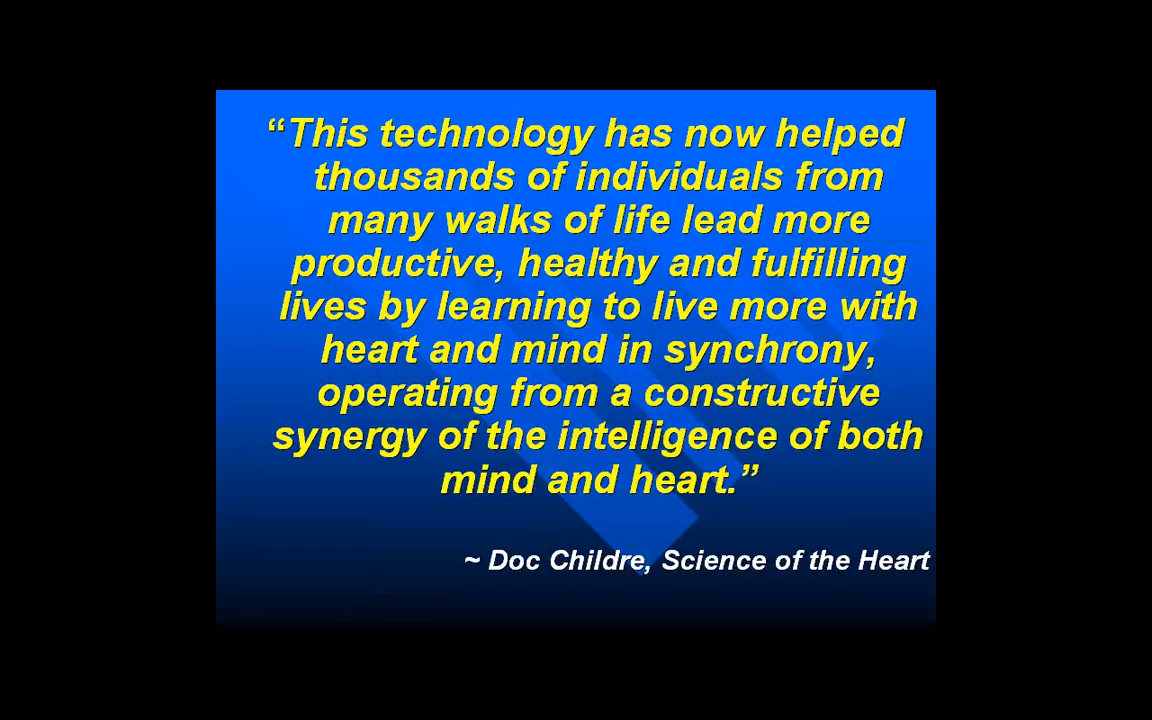 “This technology has now helped
thousands of individuals from
many walks of life lead more
productive, healthy and fulfilling
lives by learning to live more with
heart and mind in synchrony,
operating from a constructive
synergy of the intelligence of both
mind and heart.”
~ Doc Childre, Science of the Heart